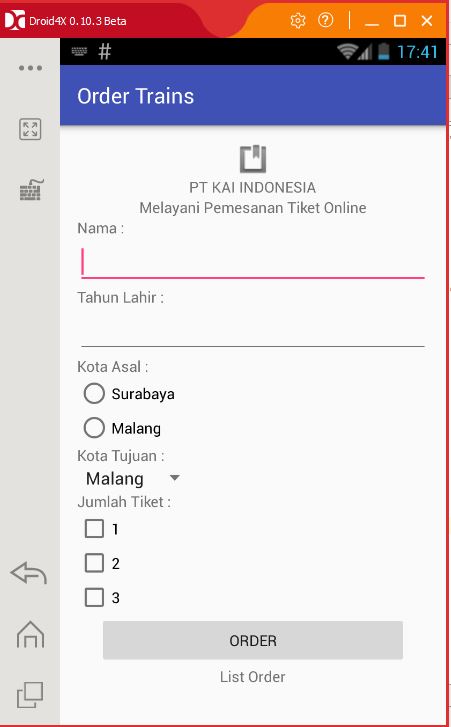 Droid4X 0.10.3 Beta
# 17:41
Order Trains
PT KAI INDONESIA
Melayani Pemesanan Tiket Online
Nama :
Tahun Lahir :
Kota Asal :
Surabaya
Malang
Kota Tujuan :
Malang
Jumlah Tiket :
1
2
3
ORDER
List Order